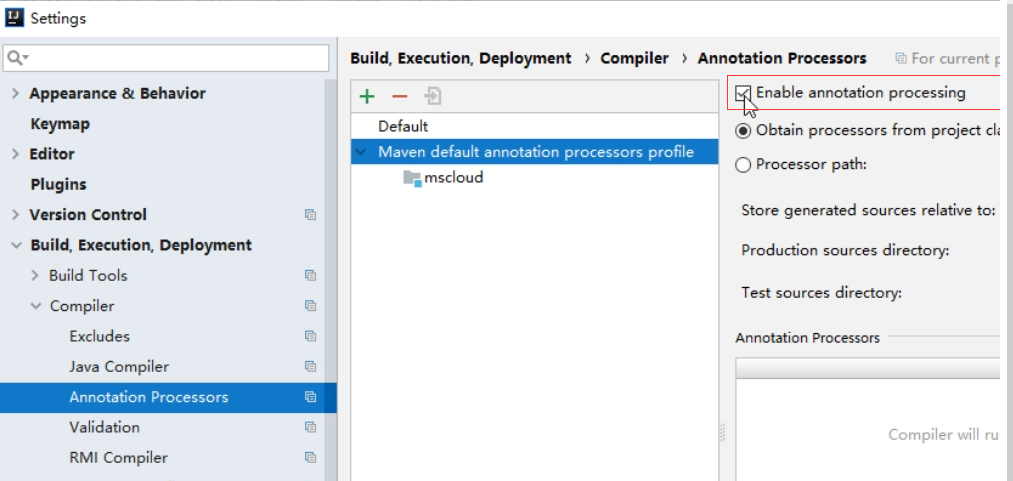 Settings
Appearance & Behavior
Keymap
Editor
Plugins
Version Control
Build, Execution, Deployment
Build Tools
Compiler
Excludes
Java Compiler
Annotation Processors
Validation
RMI Compiler
Build, Execution, Deployment › Compiler › Annotation Processors
For current p
Default
Maven default annotation processors profile
mscloud
Enable annotation processing
Obtain processors from project cla
Processor path:
Store generated sources relative to:
Production sources directory:
Test sources directory:
Annotation Processors
Compiler will ru